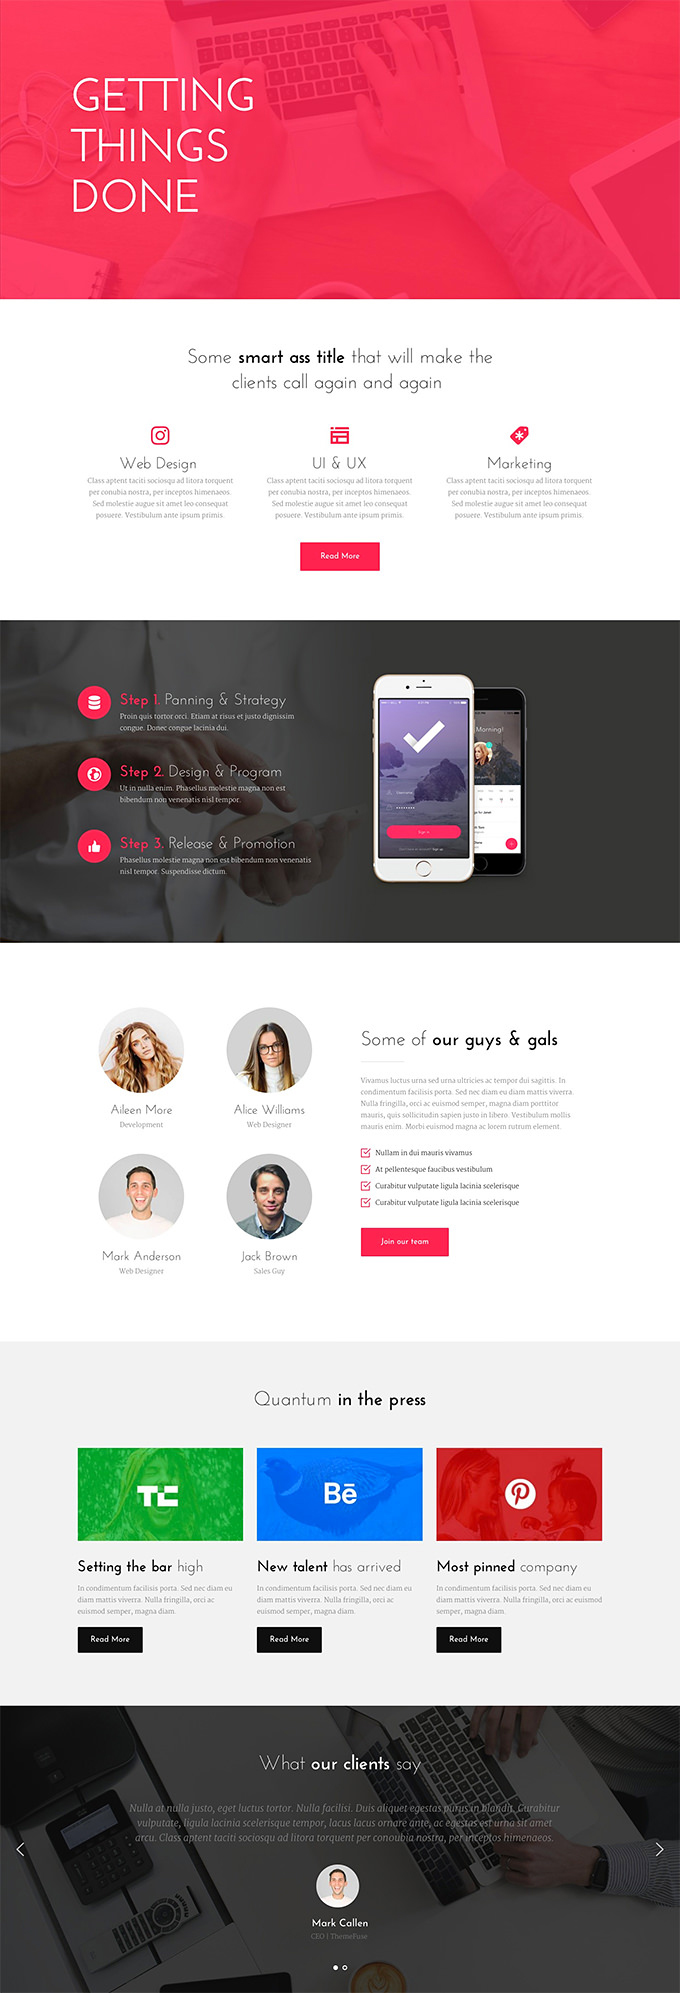 GETTING
THINGS
DONE
Some smart ass title that will make the
clients call again and again
Web Design
Class aptent taciti sociosqu ad litora torquent
per conubia nostra, per inceptos himenaeos.
Sed molestie augue sit amet leo consequat
posuere. Vestibulum ante ipsum primis.
UI & UX
Class aptent taciti sociosqu ad litora torquent
per conubia nostra, per inceptos himenaeos.
Sed molestie augue sit amet leo consequat
posuere. Vestibulum ante ipsum primis.
Marketing
Class aptent taciti sociosqu ad litora torquent
per conubia nostra, per inceptos himenaeos.
Sed molestie augue sit amet leo consequat
posuere. Vestibulum ante ipsum primis.
Read More
Step 1. Panning & Strategy
Proin quis tortor orci. Etiam at risus et justo dignissim
congue. Donec congue lacinia dui.
Step 2. Design & Program
Ut in nulla enim. Phasellus molestie magna non est
bibendum non venenatis nisl tempor.
Step 3. Release & Promotion
Phasellus molestie magna non est bibendum non venenatis
nisl tempor. Suspendisse dictum.
Username
Sign in
Morning!
Aileen More
Development
Alice Williams
Web Designer
Mark Anderson
Web Designer
Jack Brown
Sales Guy
Some of our guys & gals
Vivamus luctus urna sed urna ultricies ac tempor dui sagittis. In
condimentum facilisis porta. Sed nec diam eu diam mattis viverra.
Nulla fringilla, orci ac euismod semper, magna diam porttitor
mauris, quis sollicitudin sapien justo in libero. Vestibulum mollis
mauris enim. Morbi euismod magna ac lorem rutrum element.
Nullam in dui mauris vivamus
At pellentesque faucibus vestibulum
Curabitur vulputate ligula lacinia scelerisque
Curabitur vulputate ligula lacinia scelerisque
Join our team
Quantum in the press
TC
Bē
Setting the bar high
In condimentum facilisis porta. Sed nec diam eu
diam mattis viverra. Nulla fringilla, orci ac
euismod semper, magna diam.
Read More
New talent has arrived
In condimentum facilisis porta. Sed nec diam eu
diam mattis viverra. Nulla fringilla, orci ac
euismod semper, magna diam.
Read More
Most pinned company
In condimentum facilisis porta. Sed nec diam eu
diam mattis viverra. Nulla fringilla, orci ac euismod
semper, magna diam.
Read More
What our clients say
Nulla at nulla justo, eget luctus tortor. Nulla facilisi. Duis aliquet egestas purus in blandit. Curabitur
vulputate, ligula lacinia scelerisque tempor, lacus lacus ornare ante, ac egestas est urna sit amet
arcu. Class aptent taciti sociosqu ad litora torquent per conoubia nostra, per inceptos himenaeos.
Mark Callen
CEO | ThemeFuse